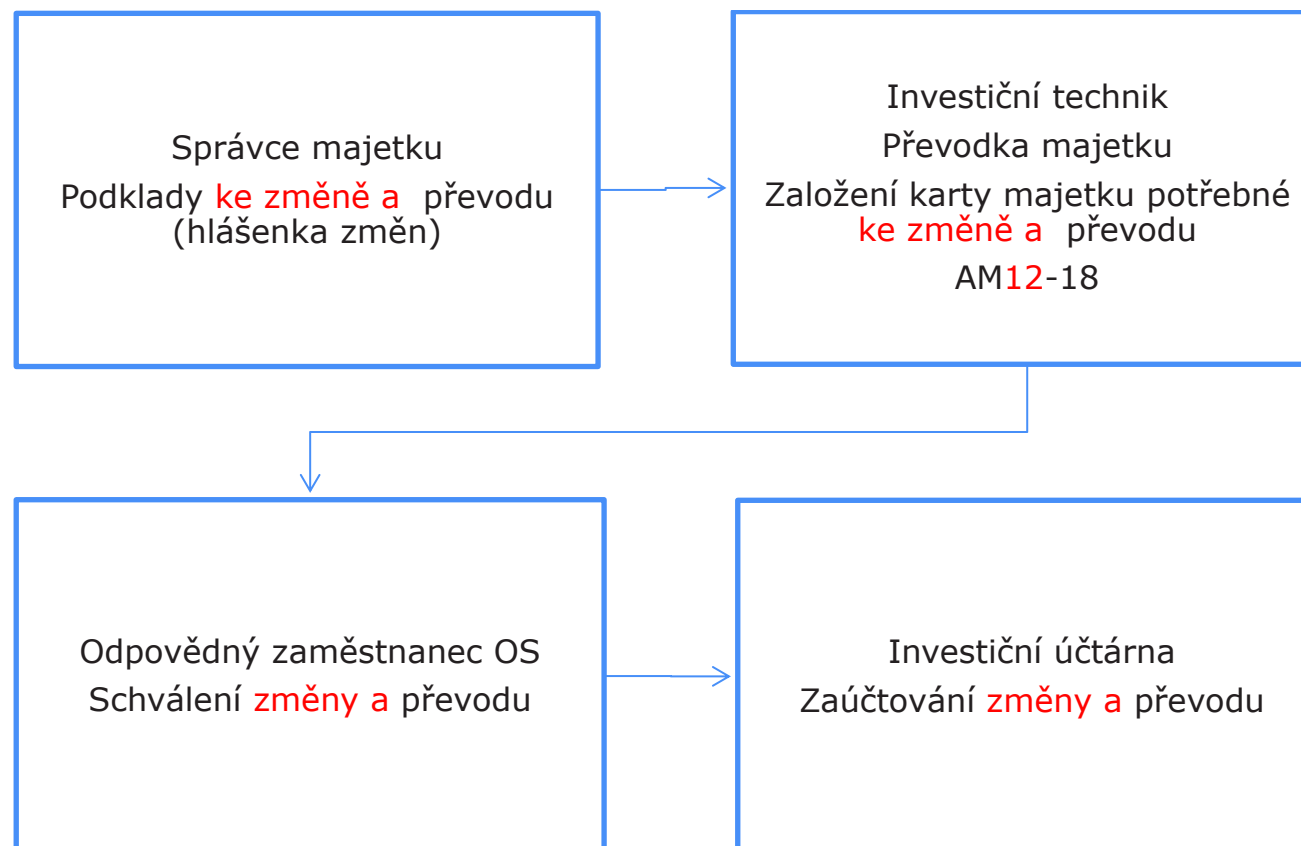 Správce majetku
Podklady ke změně a převodu
(hlášenka změn)
Investiční technik
Převodka majetku
Založení karty majetku potřebné
ke změně a převodu
AM12-18
Odpovědný zaměstnanec OS
Schválení změny a převodu
Investiční účtárna
Zaúčtování změny a převodu